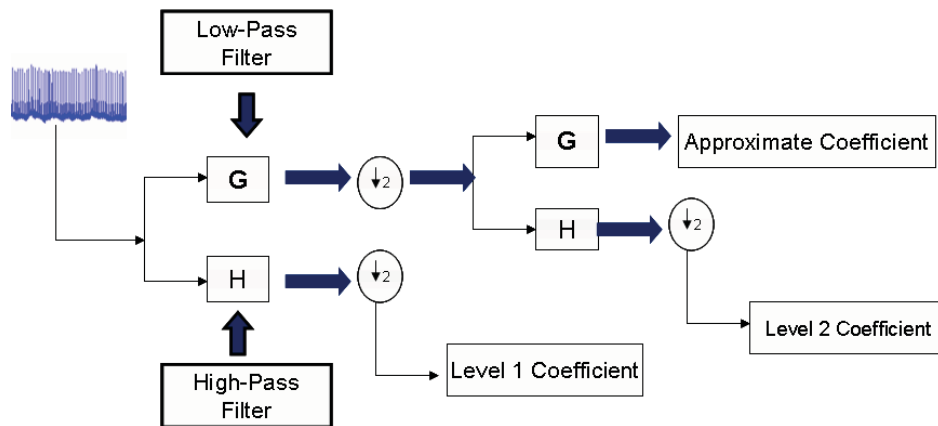 Low-Pass
Filter
G
↓2
G
Approximate Coefficient
H
↓2
H
↓2
Level 2 Coefficient
Level 1 Coefficient
High-Pass
Filter